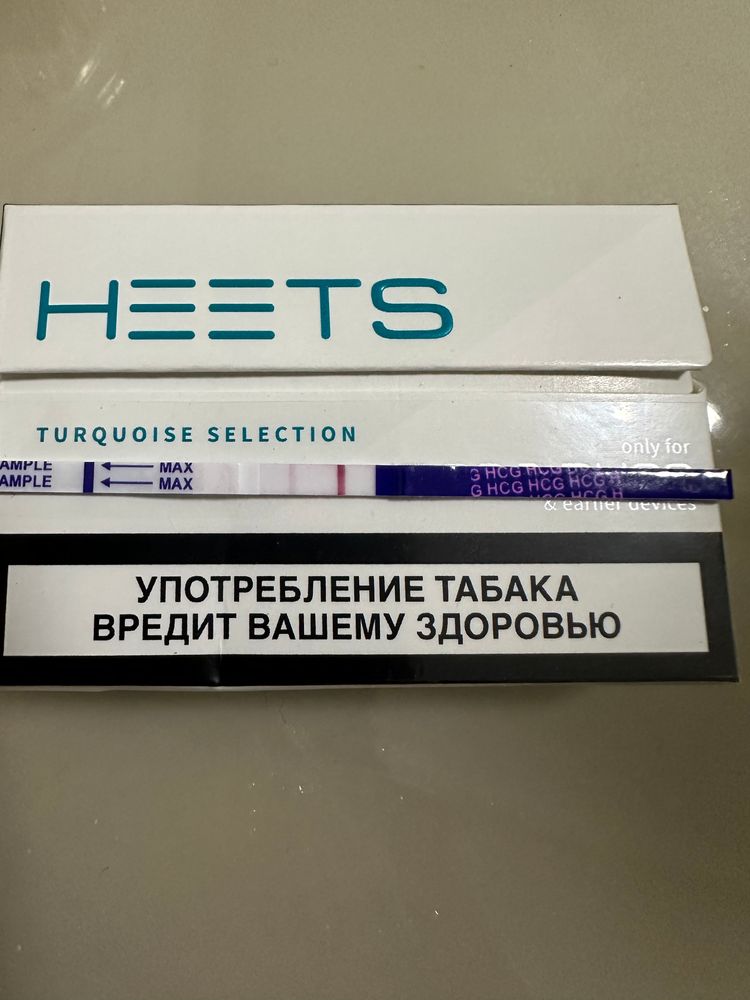 HEETS
TURQUOISE SELECTION
only for
AMPLE MAX
AMPLE MAX
G HCG HCG HCG H
G HCG HCG HCG H
& earlier devices
УПОТРЕБЛЕНИЕ ТАБАКА
ВРЕДИТ ВАШЕМУ ЗДОРОВЬЮ